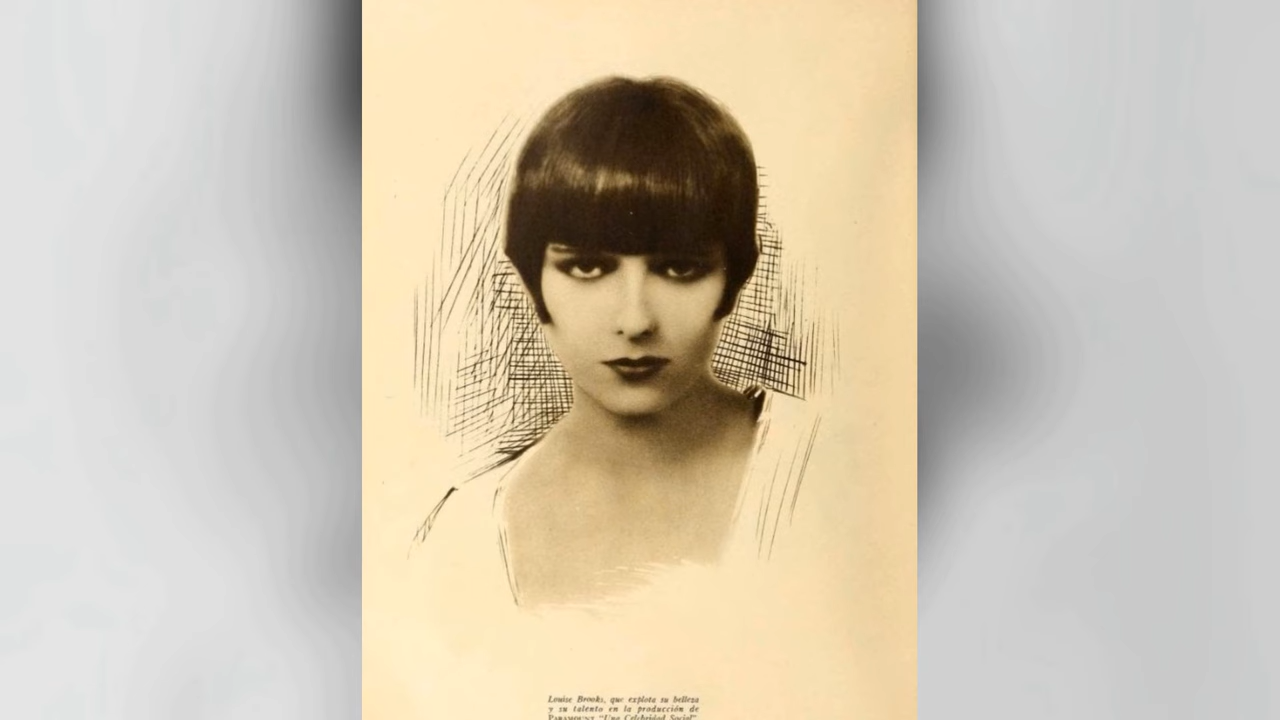 Louise Brooks, que explota su belleza
y su talento en la producción de
PARAMOUNT "Una Celebridad Social"